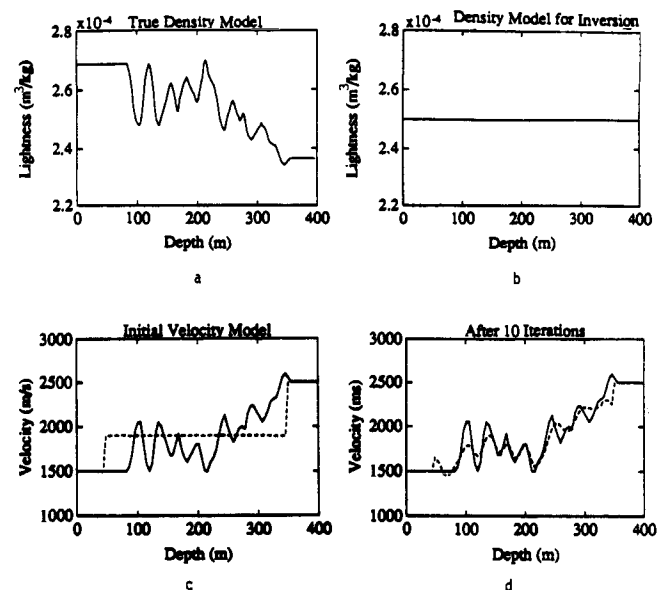 True Density Model
x10⁻⁴
2.8
2.6
2.4
2.2
Lightness (m³/kg)
0 100 200 300 400
Depth (m)
a
Density Model for Inversion
x10⁻⁴
2.8
2.6
2.4
2.2
Lightness (m³/kg)
0 100 200 300 400
Depth (m)
b
Initial Velocity Model
3000
2500
2000
1500
1000
Velocity (m/s)
0 100 200 300 400
Depth (m)
c
After 10 Iterations
3000
2500
2000
1500
1000
Velocity (ms)
0 100 200 300 400
Depth (m)
d